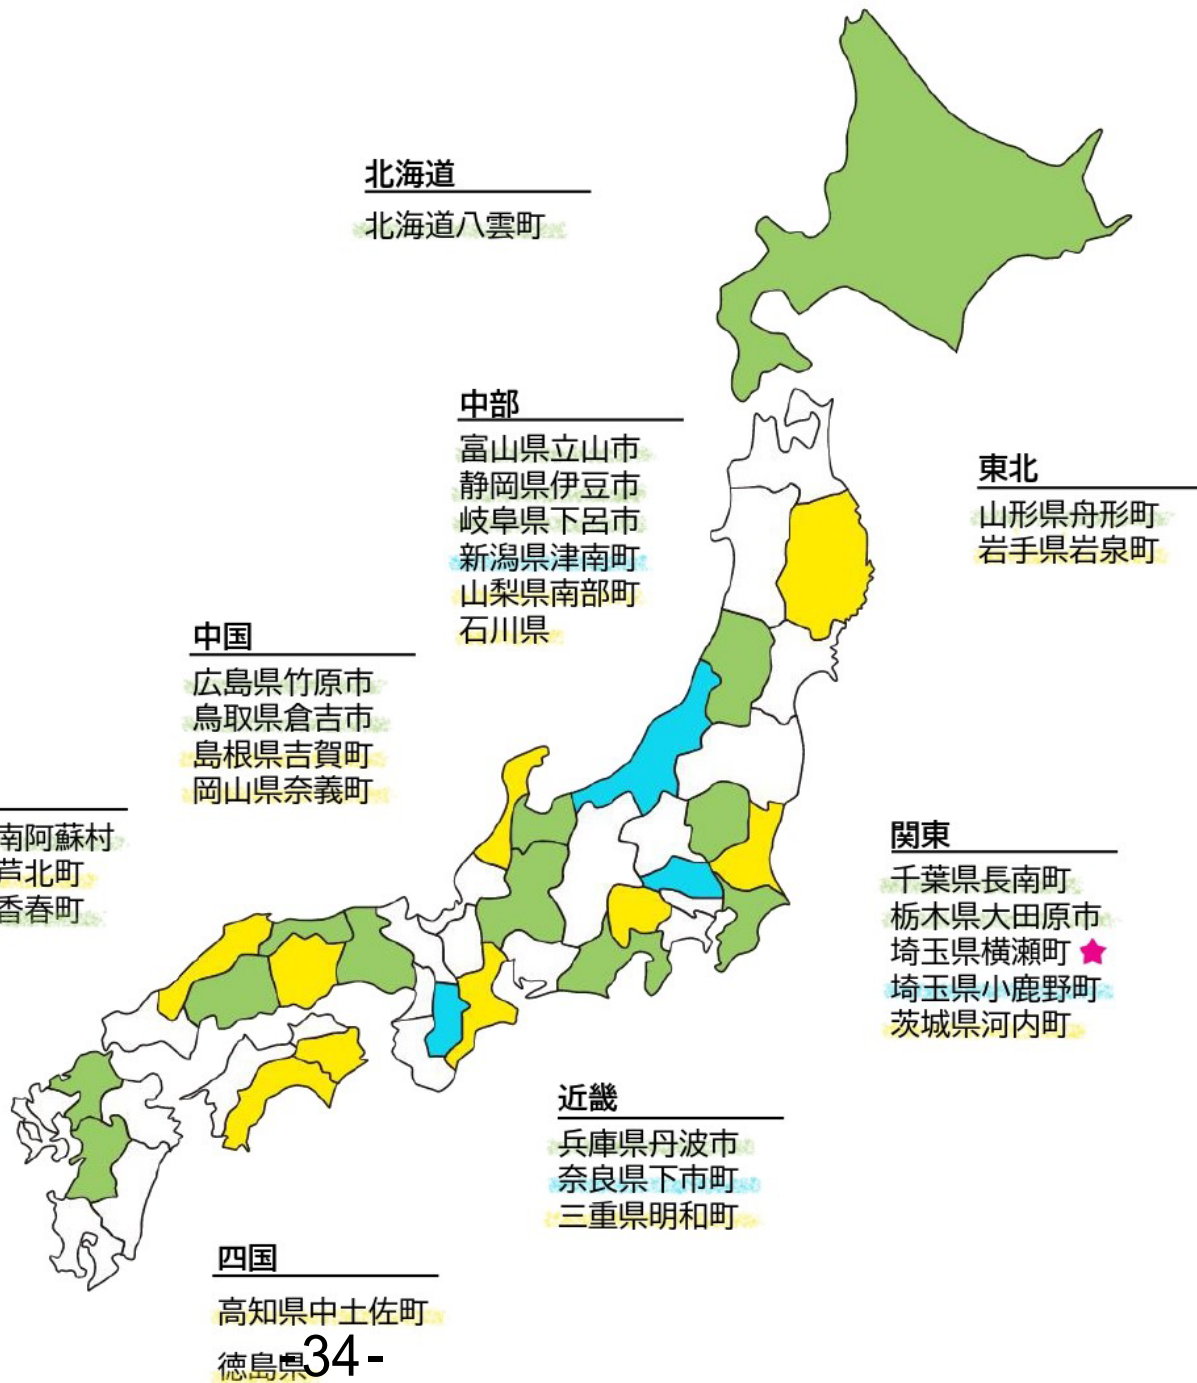 北海道
北海道八雲町
中部
富山県立山市
静岡県伊豆市
岐阜県下呂市
新潟県津南町
山梨県南部町
石川県
東北
山形県舟形町
岩手県岩泉町
中国
広島県竹原市
鳥取県倉吉市
島根県吉賀町
岡山県奈義町
南阿蘇村
芦北町
香春町
関東
千葉県長南町
栃木県大田原市
埼玉県横瀬町 ★
埼玉県小鹿野町
茨城県河内町
近畿
兵庫県丹波市
奈良県下市町
三重県明和町
四国
高知県中土佐町
徳島県
-34-